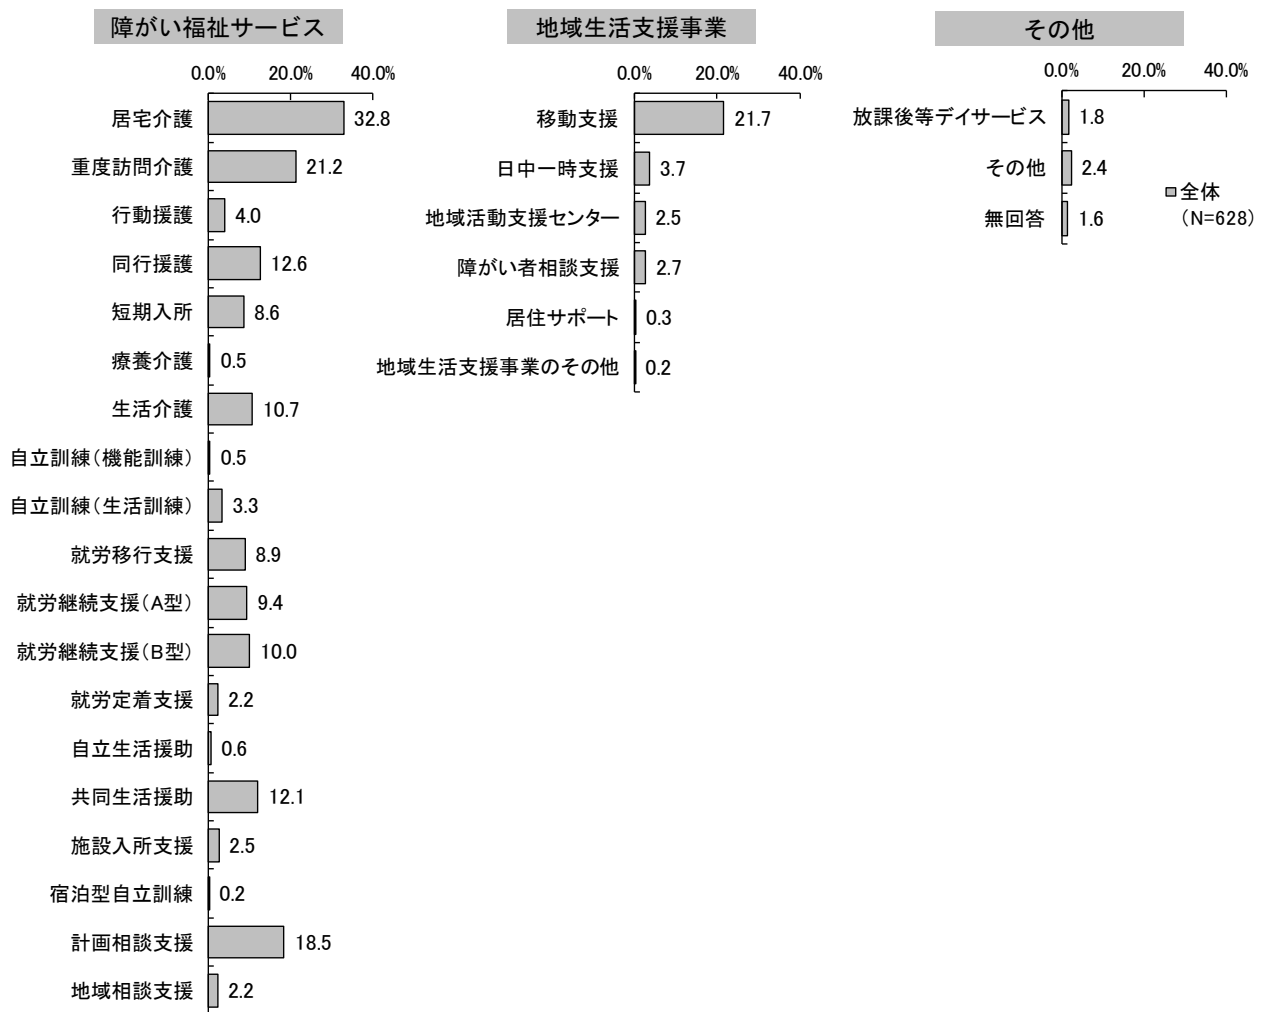 障がい福祉サービス
0.0% 20.0% 40.0%
居宅介護 32.8
重度訪問介護 21.2
行動援護 4.0
同行援護 12.6
短期入所 8.6
療養介護 0.5
生活介護 10.7
自立訓練（機能訓練） 0.5
自立訓練（生活訓練） 3.3
就労移行支援 8.9
就労継続支援（A型） 9.4
就労継続支援（B型） 10.0
就労定着支援 2.2
自立生活援助 0.6
共同生活援助 12.1
施設入所支援 2.5
宿泊型自立訓練 0.2
計画相談支援 18.5
地域相談支援 2.2
地域生活支援事業
0.0% 20.0% 40.0%
移動支援 21.7
日中一時支援 3.7
地域活動支援センター 2.5
障がい者相談支援 2.7
居住サポート 0.3
地域生活支援事業のその他 0.2
その他
0.0% 20.0% 40.0%
放課後等デイサービス 1.8
その他 2.4
無回答 1.6
全体
（N=628）